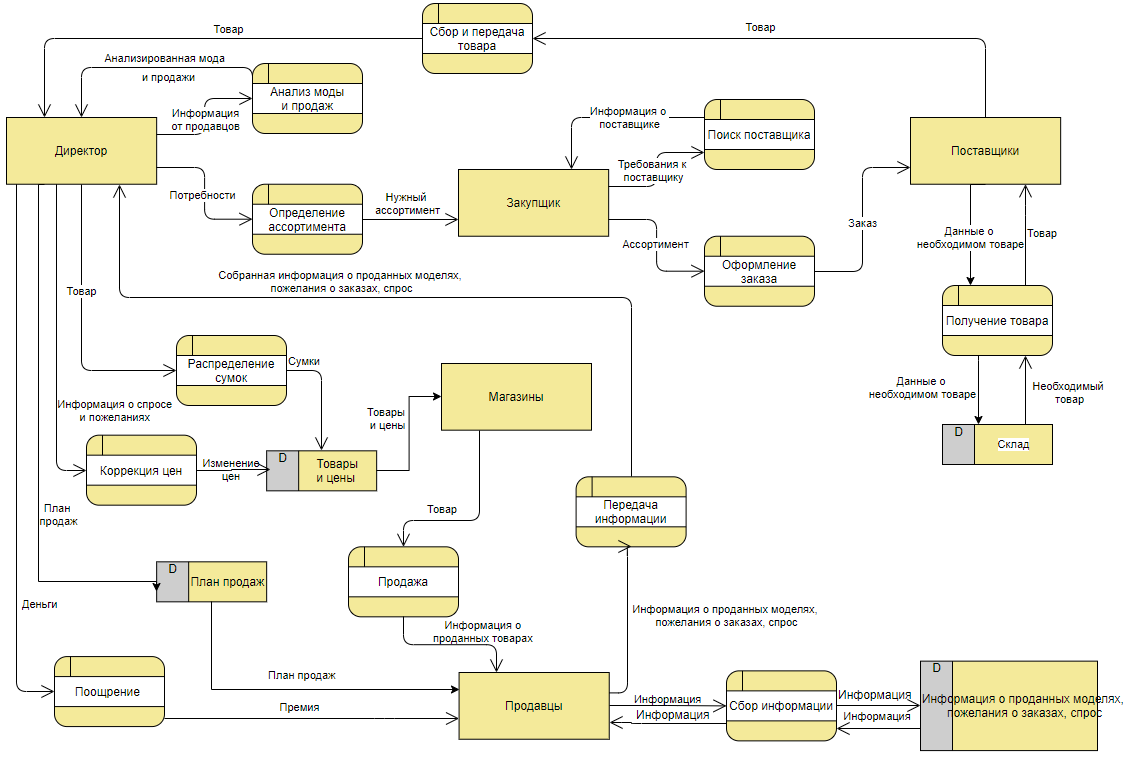 Товар
Сбор и передача
товара
Товар
Анализированная мода
и продажи
Анализ моды
и продаж
Информация
от продавцов
Директор
Потребности
Определение
ассортимента
Нужный
ассортимент
Закупщик
Информация о
поставщике
Поиск поставщика
Требования к
поставщику
Ассортимент
Оформление
заказа
Заказ
Поставщики
Данные о
необходимом товаре
Товар
Получение товара
Данные о
необходимом товаре
Необходимый
товар
D
Склад
Собранная информация о проданных моделях,
пожелания о заказах, спрос
Товар
Распределение
сумок
Сумки
Магазины
Товары
и цены
Информация о спросе
и пожеланиях
Коррекция цен
Изменение
цен
D
Товары
и цены
План
продаж
Товар
Передача
информации
D
План продаж
Продажа
Деньги
Информация о
проданных товарах
Информация о проданных моделях,
пожелания о заказах, спрос
План продаж
Поощрение
Премия
Продавцы
Информация
Информация
Сбор информации
Информация
Информация
D
Информация о проданных моделях,
пожелания о заказах, спрос